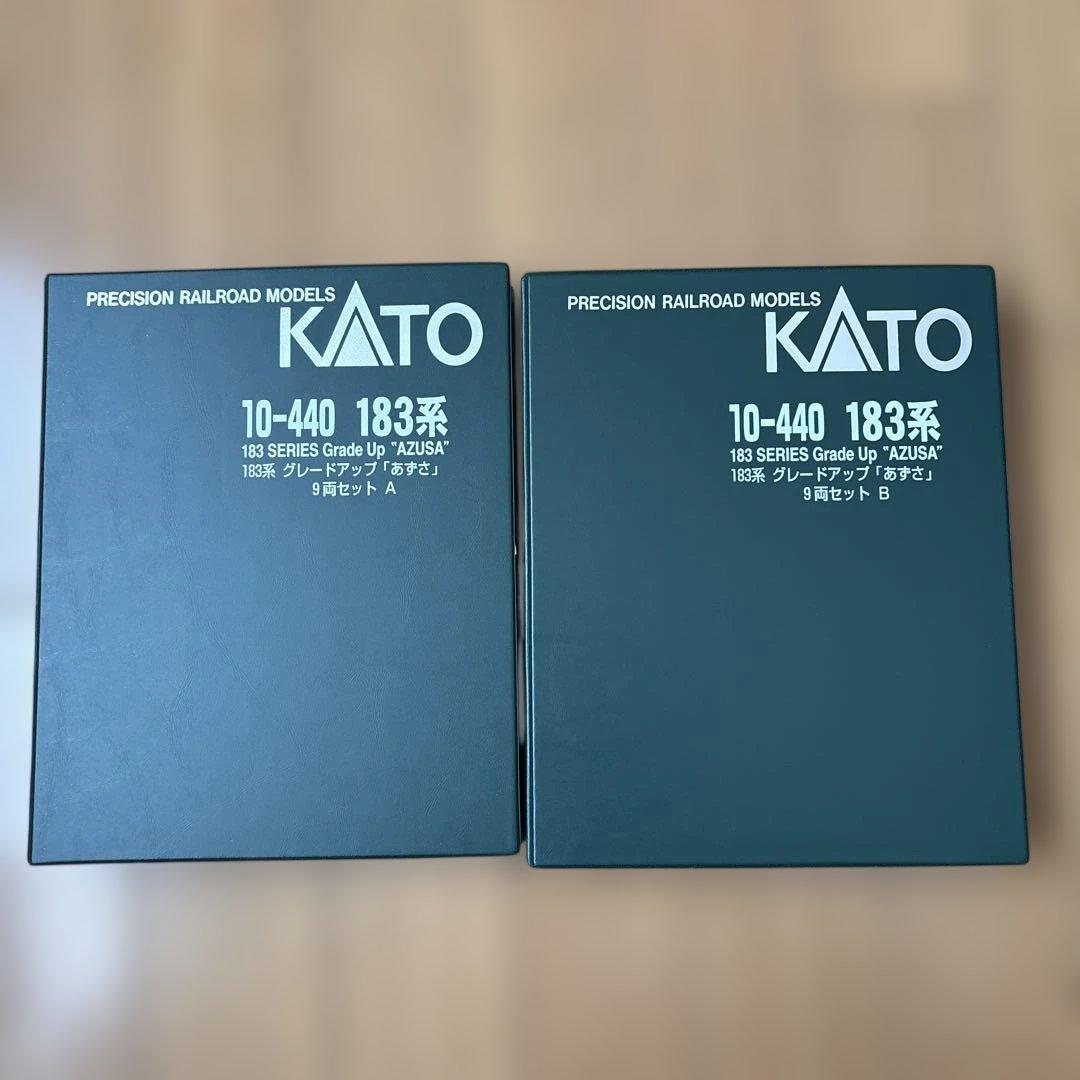 PRECISION RAILROAD MODELS
KATO
10-440 183系
183 SERIES Grade Up "AZUSA"
183系 グレードアップ「あずさ」
9両セット A
PRECISION RAILROAD MODELS
KATO
10-440 183系
183 SERIES Grade Up "AZUSA"
183系 グレードアップ「あずさ」
9両セット B